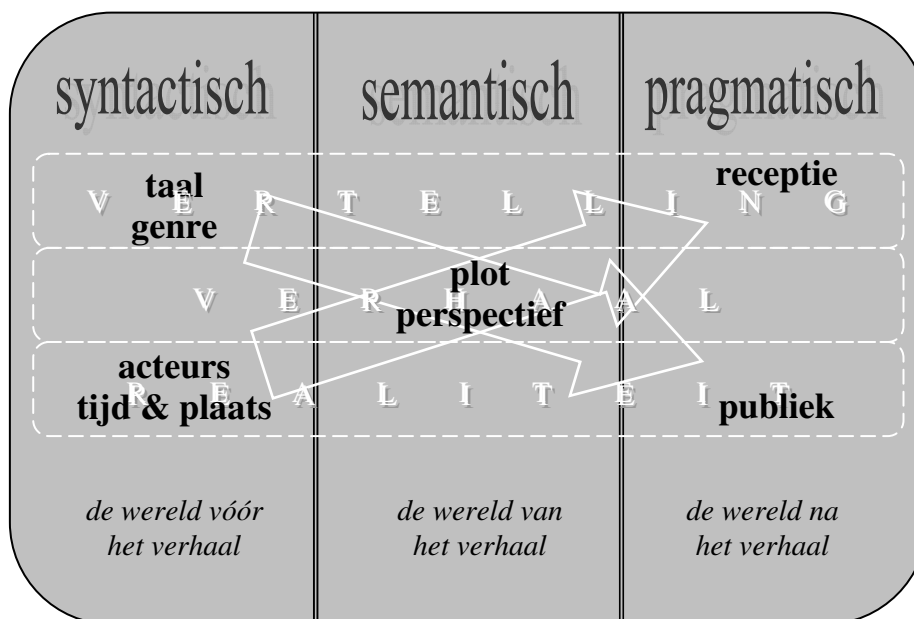 syntactisch semantisch pragmatisch
taal
genre
receptie
V E R T E L L I N G
plot
perspectief
V E R H A A L
acteurs
tijd & plaats
publiek
R E A L I T E I T
de wereld vóór
het verhaal
de wereld van
het verhaal
de wereld na
het verhaal